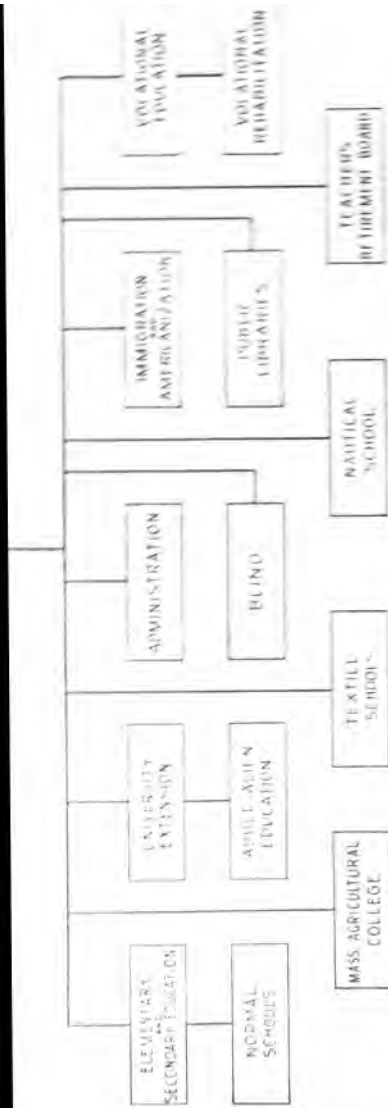 ELEMENTARY
AND
SECONDARY EDUCATION
UNIVERSITY
EXTENSION
ADMINISTRATION
IMMIGRATION
AND
AMERICANIZATION
VOCATIONAL
EDUCATION
NORMAL
SCHOOLS
ADULT ALIEN
EDUCATION
BLIND
PUBLIC
LIBRARIES
VOCATIONAL
REHABILITATION
MASS AGRICULTURAL
COLLEGE
TEXTILE
SCHOOLS
NAUTICAL
SCHOOL
TEACHERS
RETIREMENT BOARD